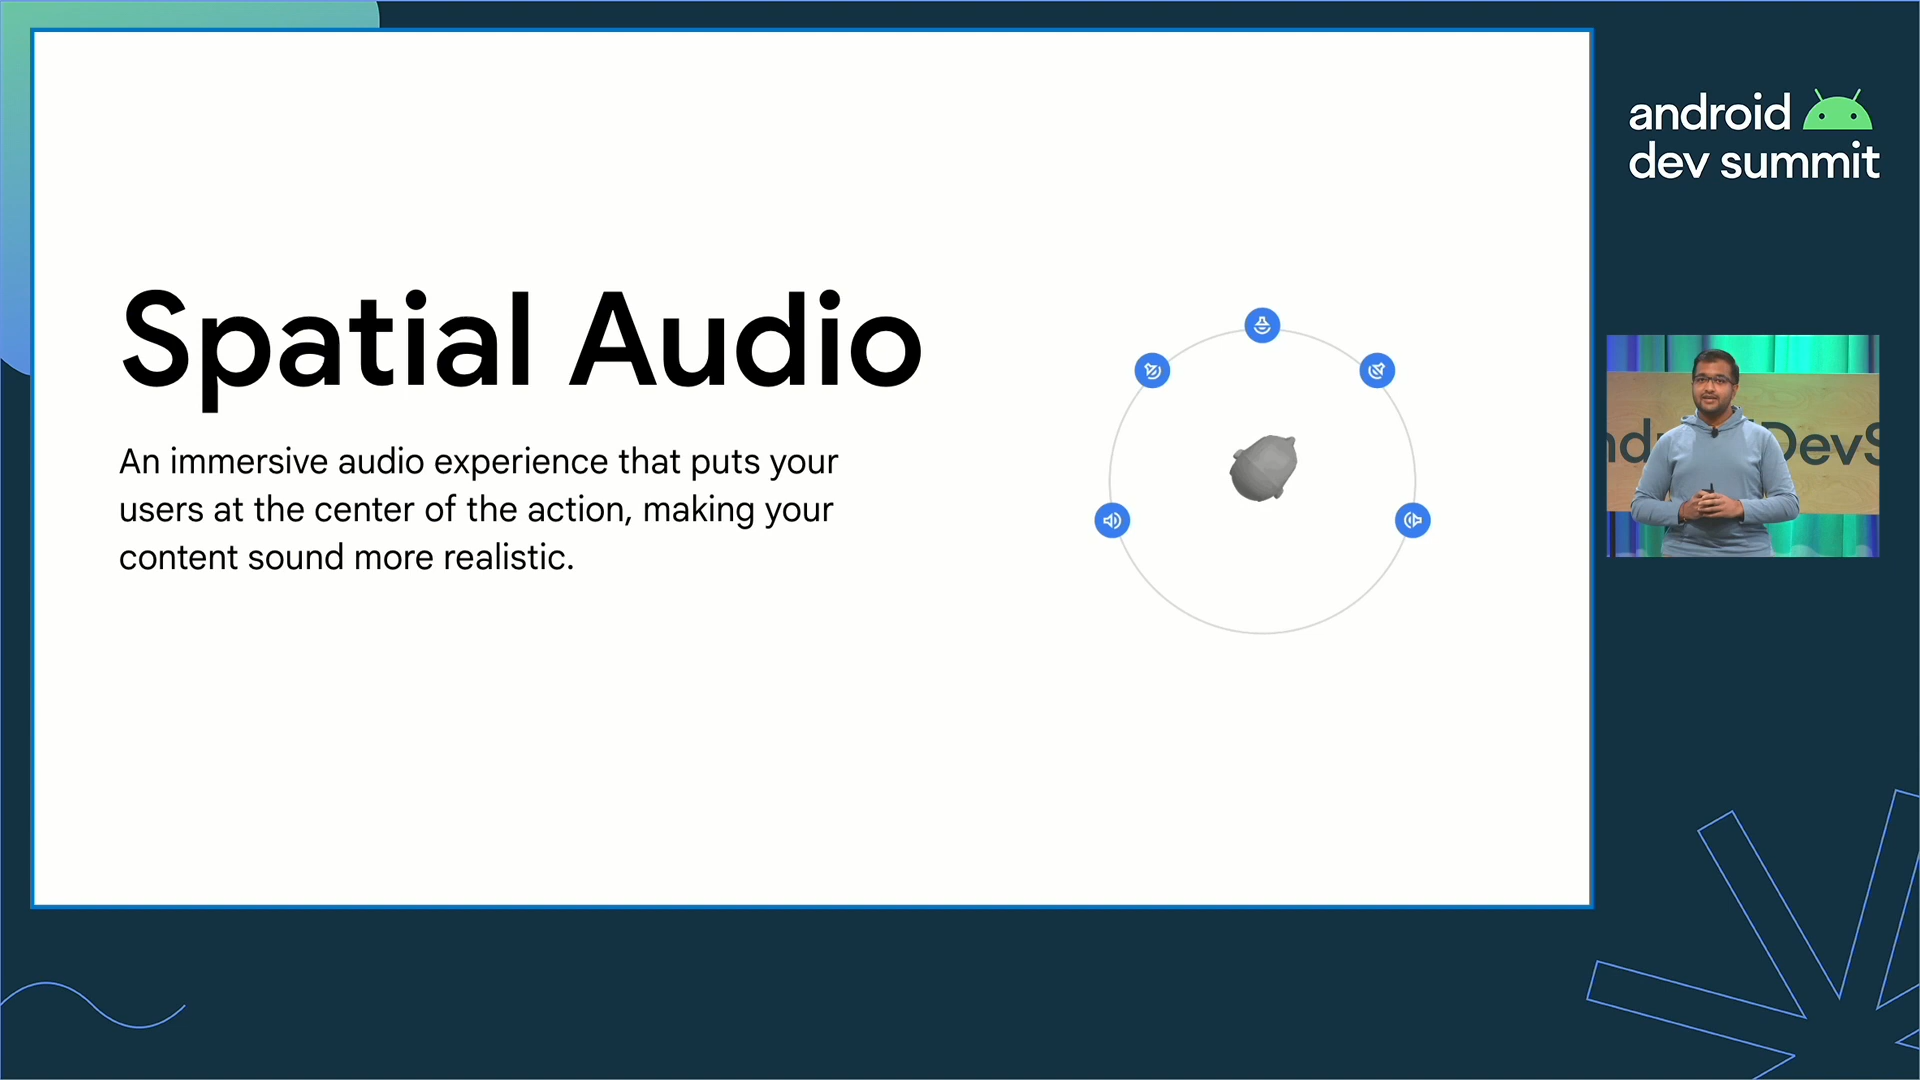 Spatial Audio
An immersive audio experience that puts your
users at the center of the action, making your
content sound more realistic.
android
dev summit
DevS